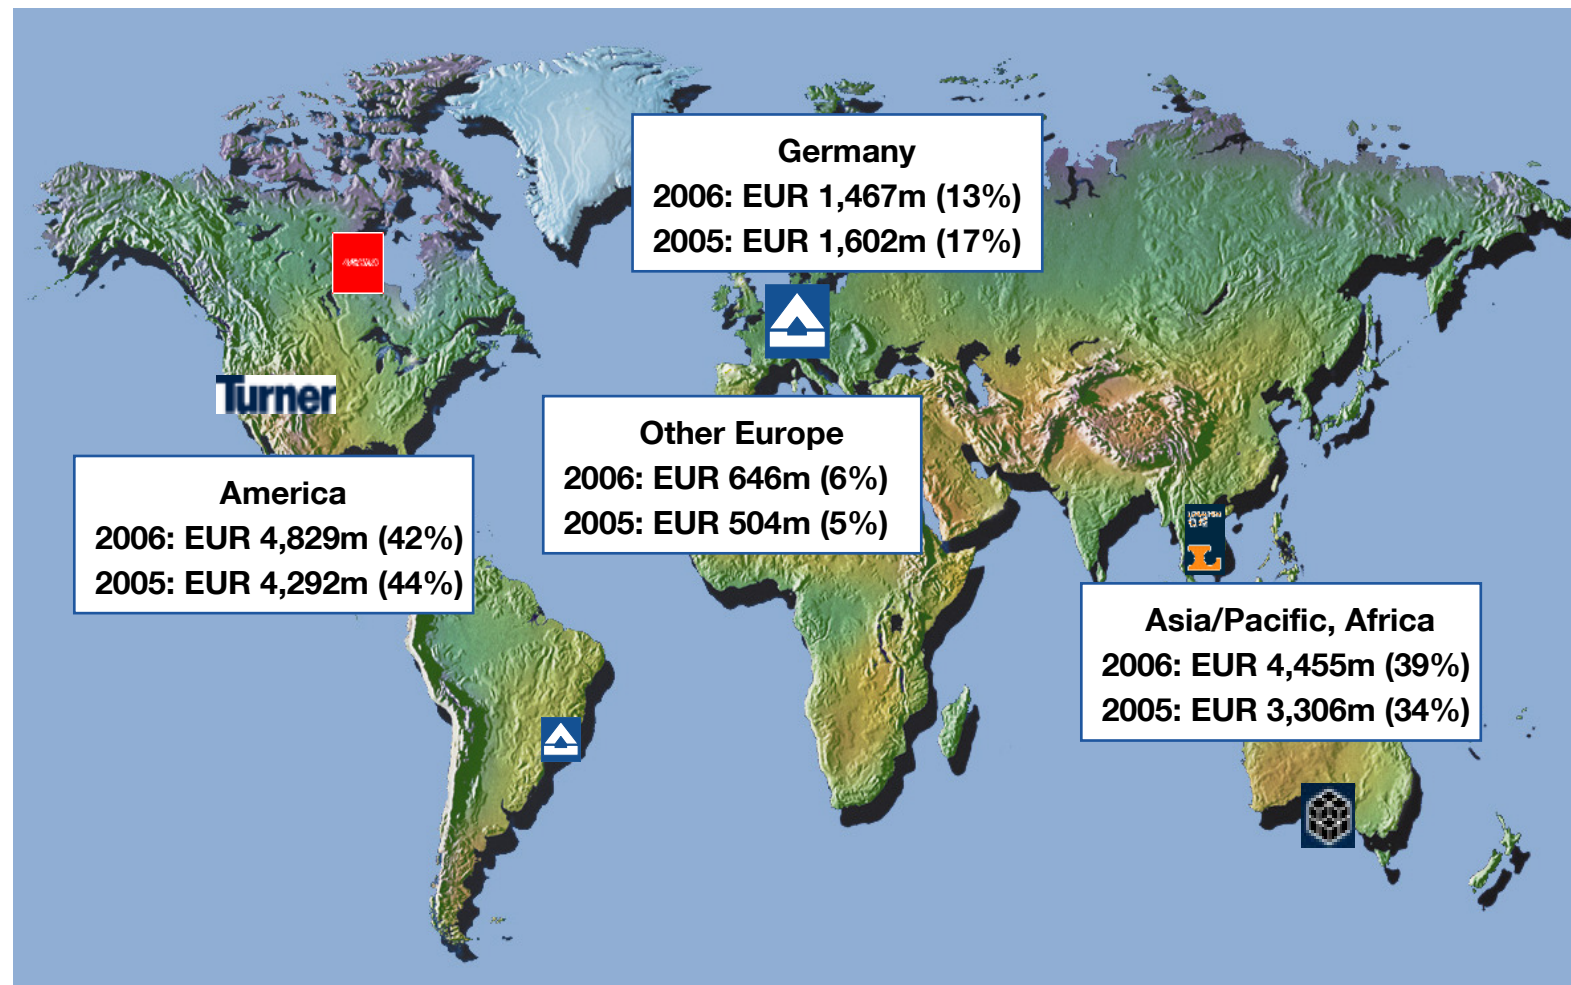 Germany
2006: EUR 1,467m (13%)
2005: EUR 1,602m (17%)
Turner
Other Europe
2006: EUR 646m (6%)
2005: EUR 504m (5%)
America
2006: EUR 4,829m (42%)
2005: EUR 4,292m (44%)
L
Asia/Pacific, Africa
2006: EUR 4,455m (39%)
2005: EUR 3,306m (34%)